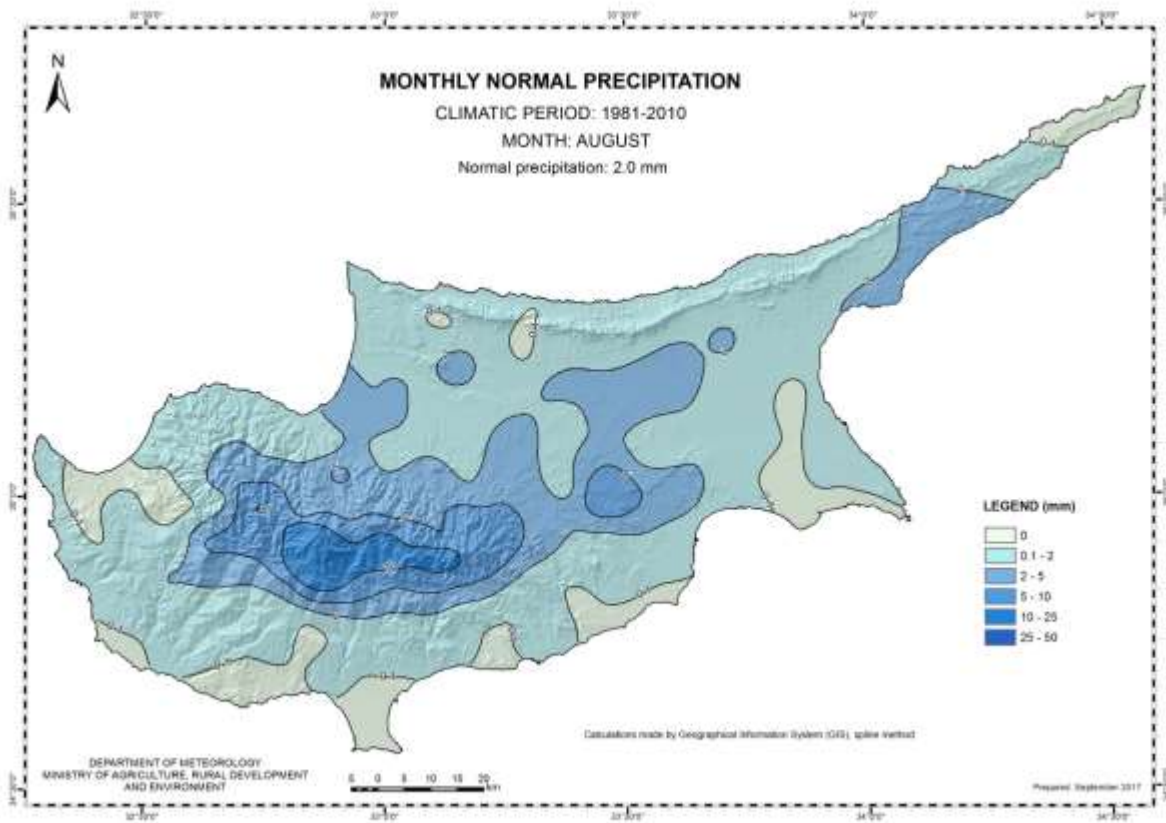 N
MONTHLY NORMAL PRECIPITATION
CLIMATIC PERIOD: 1981-2010
MONTH: AUGUST
Normal precipitation: 2.0 mm
LEGEND (mm)
0
0.1 - 2
2 - 5
5 - 10
10 - 25
25 - 50
Calculations made by Geographical Information System (GIS), spline method
DEPARTMENT OF METEOROLOGY
MINISTRY OF AGRICULTURE, RURAL DEVELOPMENT
AND ENVIRONMENT
5 0 5 10 15 20
km
Prepared: September 2017